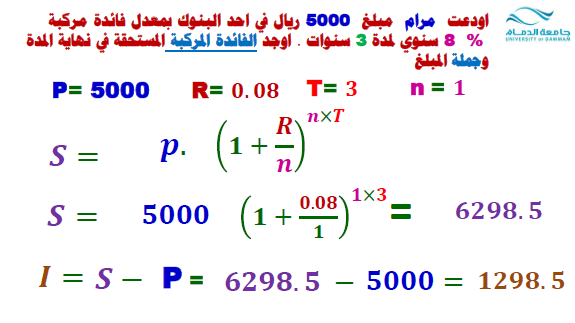 اودعت مرام مبلغ 5000 ريال في احد البنوك بمعدل فائدة مركبة
% 8 سنوي لمدة 3 سنوات . اوجد الفائدة المركبة المستحقة في نهاية المدة
وجملة المبلغ
جامعة الدمام
UNIVERSITY OF DAMMAM
P= 5000 R= 0.08 T= 3 n = 1
S = p. (1 + R/n)^{n×T}
S = 5000 (1 + 0.08/1)^{1×3} = 6298.5
I = S − P = 6298.5 − 5000 = 1298.5